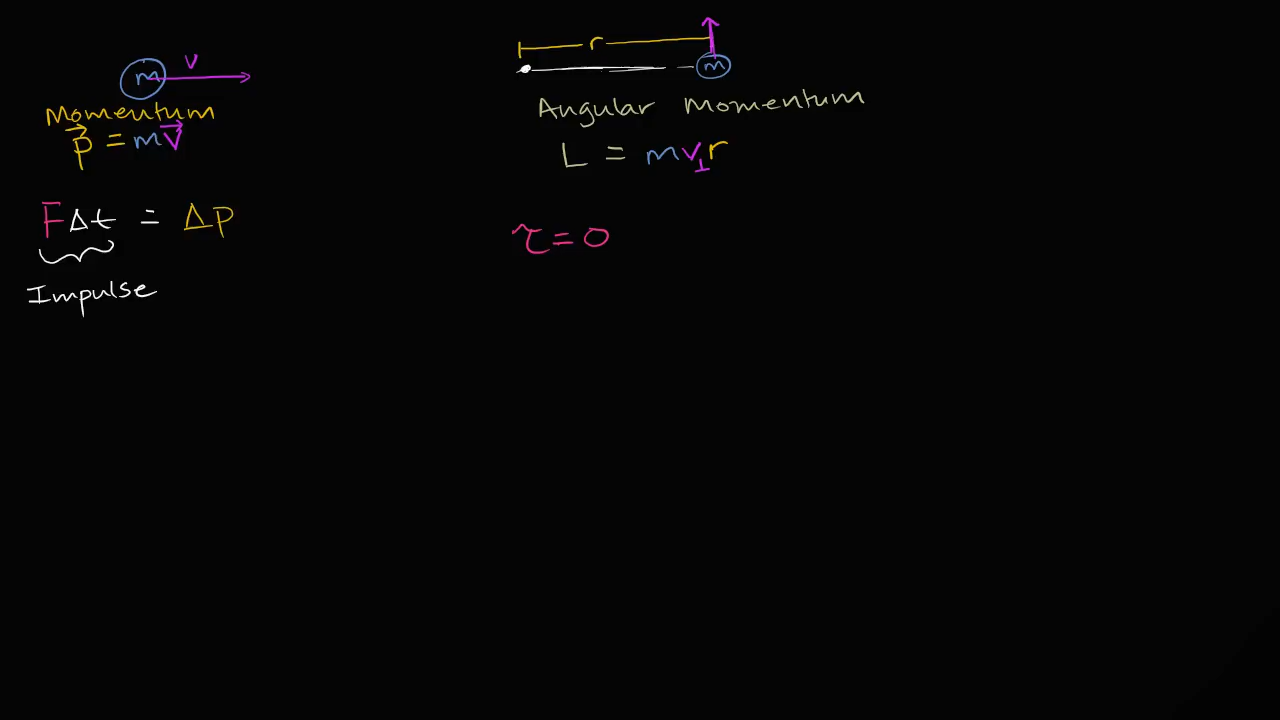 m v
Momentum
p⃗ = mv⃗
FΔt = Δp
Impulse
r
m
Angular Momentum
L = mv⊥r
τ = 0